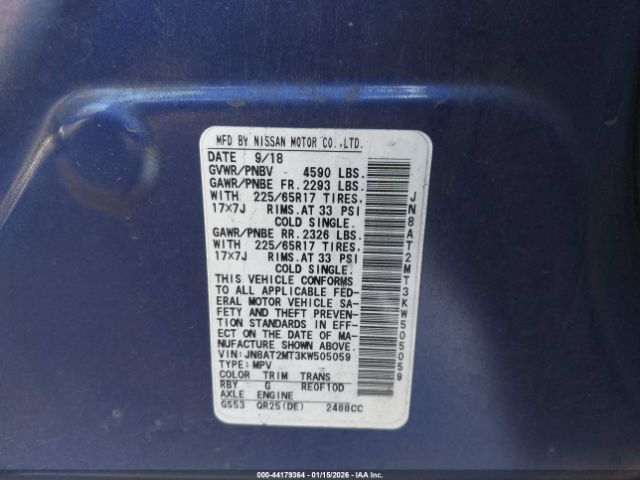 MFD BY NISSAN MOTOR CO.,LTD.
DATE 9/18
GVWR/PNBV 4590 LBS.
GAWR/PNBE FR. 2293 LBS.
WITH 225/65R17 TIRES,
17×7J RIMS.AT 33 PSI
COLD SINGLE.
GAWR/PNBE RR. 2326 LBS.
WITH 225/65R17 TIRES,
17×7J RIMS.AT 33 PSI
COLD SINGLE.
THIS VEHICLE CONFORMS
TO ALL APPLICABLE FED-
ERAL MOTOR VEHICLE SA-
FETY AND THEFT PREVEN-
TION STANDARDS IN EFF-
ECT ON THE DATE OF MA-
NUFACTURE SHOWN ABOVE.
VIN: JN8AT2MT3KW505059
TYPE: MPV
COLOR TRIM TRANS
RBY G RE0F10D
AXLE ENGINE
GS53 QR25(DE) 2488CC
JN8AT2MT3KW505059
000-44179364 - 01/15/2026 - IAA Inc.